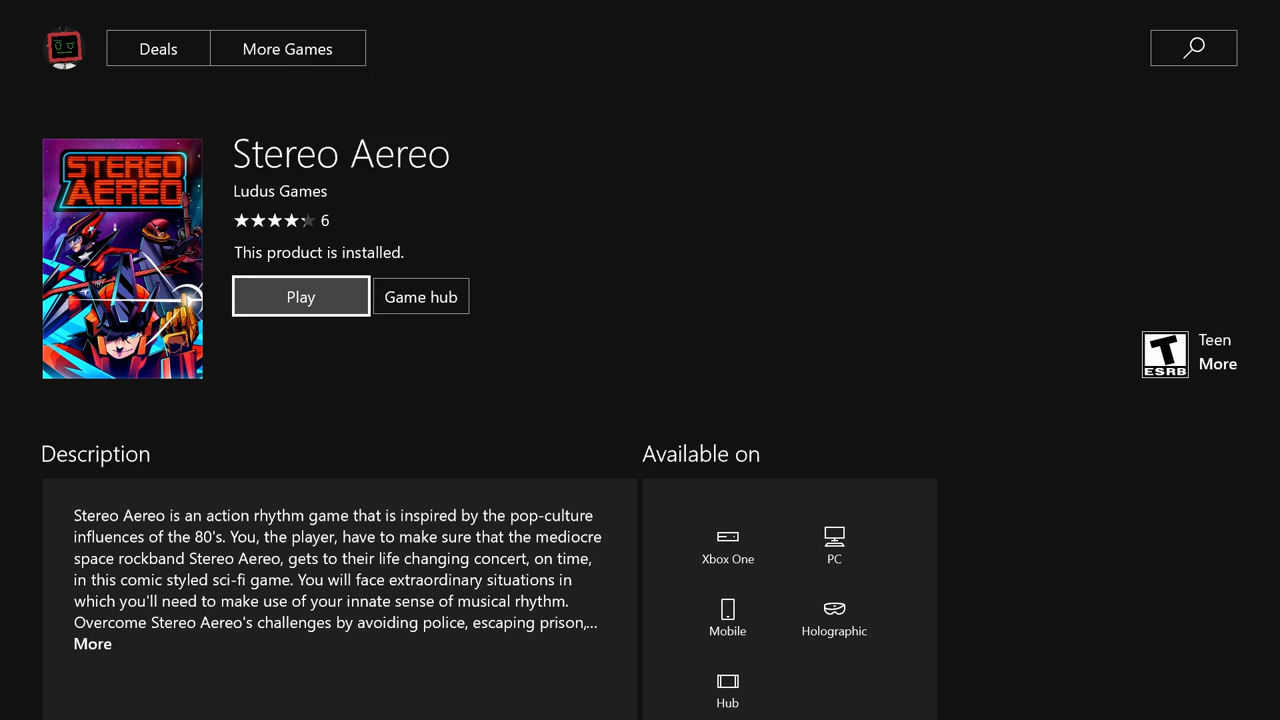 Deals
More Games
STEREO
AEREO
Stereo Aereo
Ludus Games
6
This product is installed.
Play
Game hub
T
ESRB
Teen
More
Description
Stereo Aereo is an action rhythm game that is inspired by the pop-culture
influences of the 80's. You, the player, have to make sure that the mediocre
space rockband Stereo Aereo, gets to their life changing concert, on time,
in this comic styled sci-fi game. You will face extraordinary situations in
which you'll need to make use of your innate sense of musical rhythm.
Overcome Stereo Aereo's challenges by avoiding police, escaping prison,...
More
Available on
Xbox One
PC
Mobile
Holographic
Hub